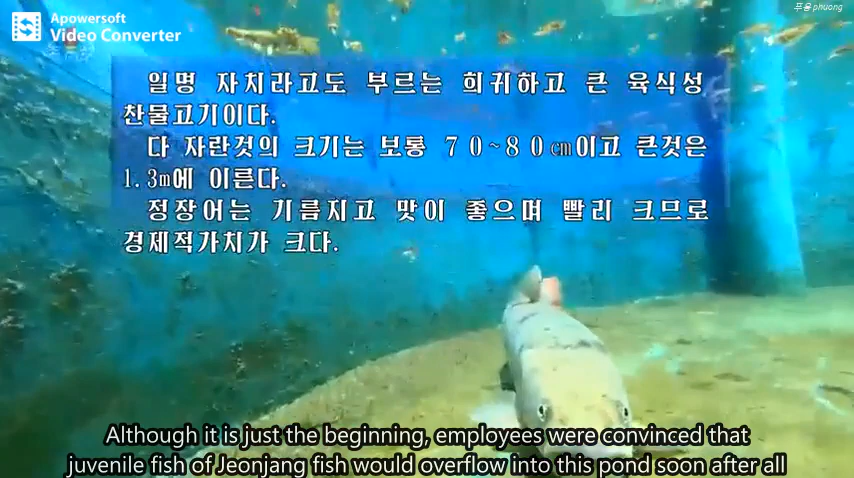 Apowersoft
Video Converter
푸옹 phuong
일명 자치라고도 부르는 희귀하고 큰 육식성
찬물고기이다.
다 자란것의 크기는 보통 70~80㎝이고 큰것은
1.3m에 이른다.
정장어는 기름지고 맛이 좋으며 빨리 크므로
경제적가치가 크다.
Although it is just the beginning, employees were convinced that
juvenile fish of Jeonjang fish would overflow into this pond soon after all